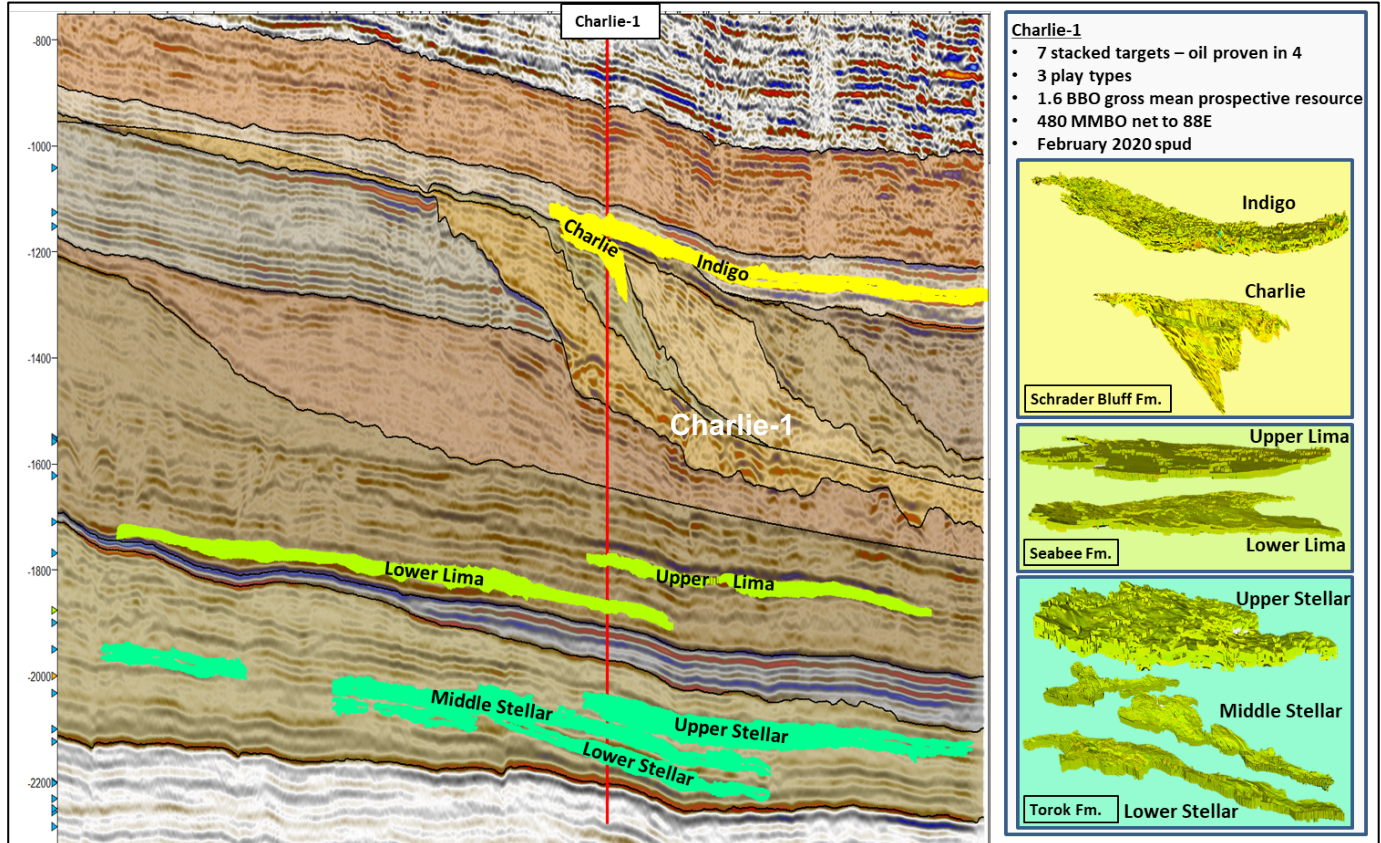 Charlie-1
-800
-1000
-1200
-1400
-1600
-1800
-2000
-2200
Charlie
Indigo
Charlie-1
Lower Lima
Upper Lima
Middle Stellar
Upper Stellar
Lower Stellar
Charlie-1
• 7 stacked targets – oil proven in 4
• 3 play types
• 1.6 BBO gross mean prospective resource
• 480 MMBO net to 88E
• February 2020 spud
Indigo
Charlie
Schrader Bluff Fm.
Upper Lima
Lower Lima
Seabee Fm.
Upper Stellar
Middle Stellar
Lower Stellar
Torok Fm.